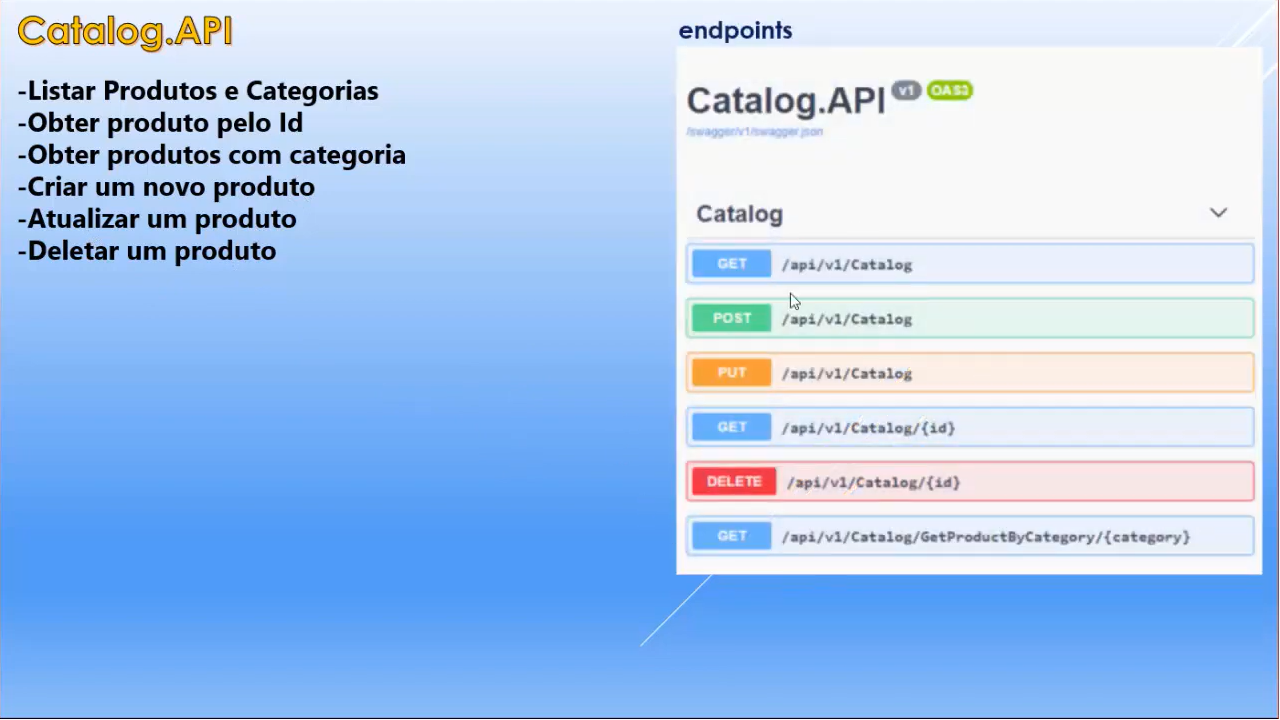 Catalog.API
-Listar Produtos e Categorias
-Obter produto pelo Id
-Obter produtos com categoria
-Criar um novo produto
-Atualizar um produto
-Deletar um produto
endpoints
Catalog.API v1 OAS3
/swagger/v1/swagger.json
Catalog
GET /api/v1/Catalog
POST /api/v1/Catalog
PUT /api/v1/Catalog
GET /api/v1/Catalog/{id}
DELETE /api/v1/Catalog/{id}
GET /api/v1/Catalog/GetProductByCategory/{category}